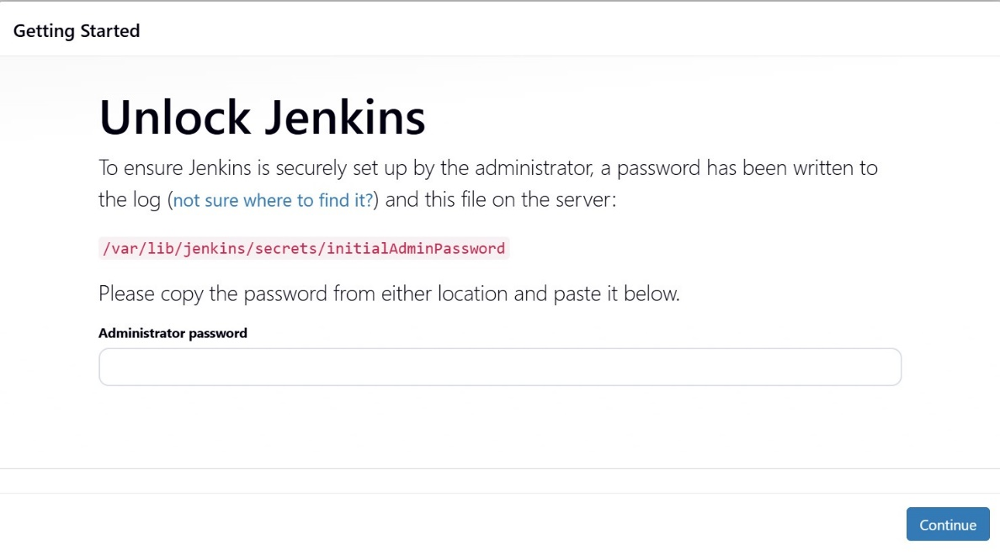 Getting Started
Unlock Jenkins
To ensure Jenkins is securely set up by the administrator, a password has been written to
the log (not sure where to find it?) and this file on the server:
/var/lib/jenkins/secrets/initialAdminPassword
Please copy the password from either location and paste it below.
Administrator password
Continue